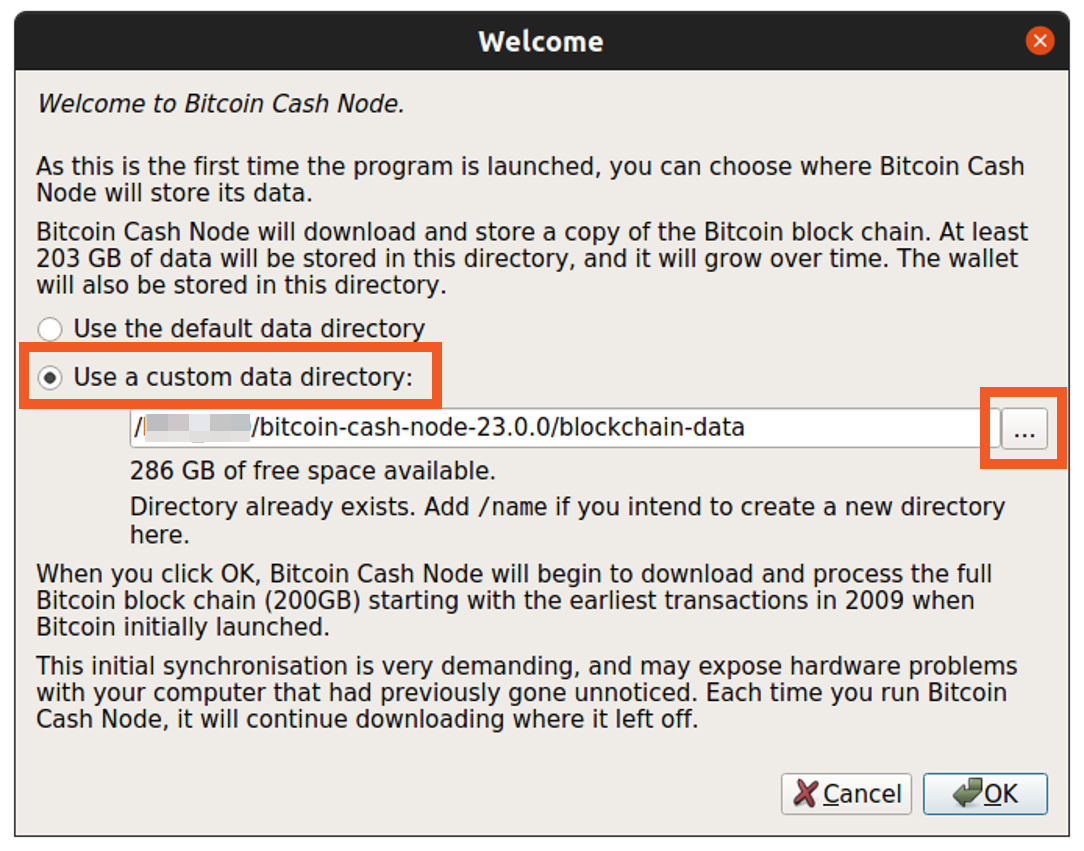 Welcome
Welcome to Bitcoin Cash Node.
As this is the first time the program is launched, you can choose where Bitcoin Cash
Node will store its data.
Bitcoin Cash Node will download and store a copy of the Bitcoin block chain. At least
203 GB of data will be stored in this directory, and it will grow over time. The wallet
will also be stored in this directory.
Use the default data directory
Use a custom data directory:
/bitcoin-cash-node-23.0.0/blockchain-data
...
286 GB of free space available.
Directory already exists. Add /name if you intend to create a new directory
here.
When you click OK, Bitcoin Cash Node will begin to download and process the full
Bitcoin block chain (200GB) starting with the earliest transactions in 2009 when
Bitcoin initially launched.
This initial synchronisation is very demanding, and may expose hardware problems
with your computer that had previously gone unnoticed. Each time you run Bitcoin
Cash Node, it will continue downloading where it left off.
Cancel
OK